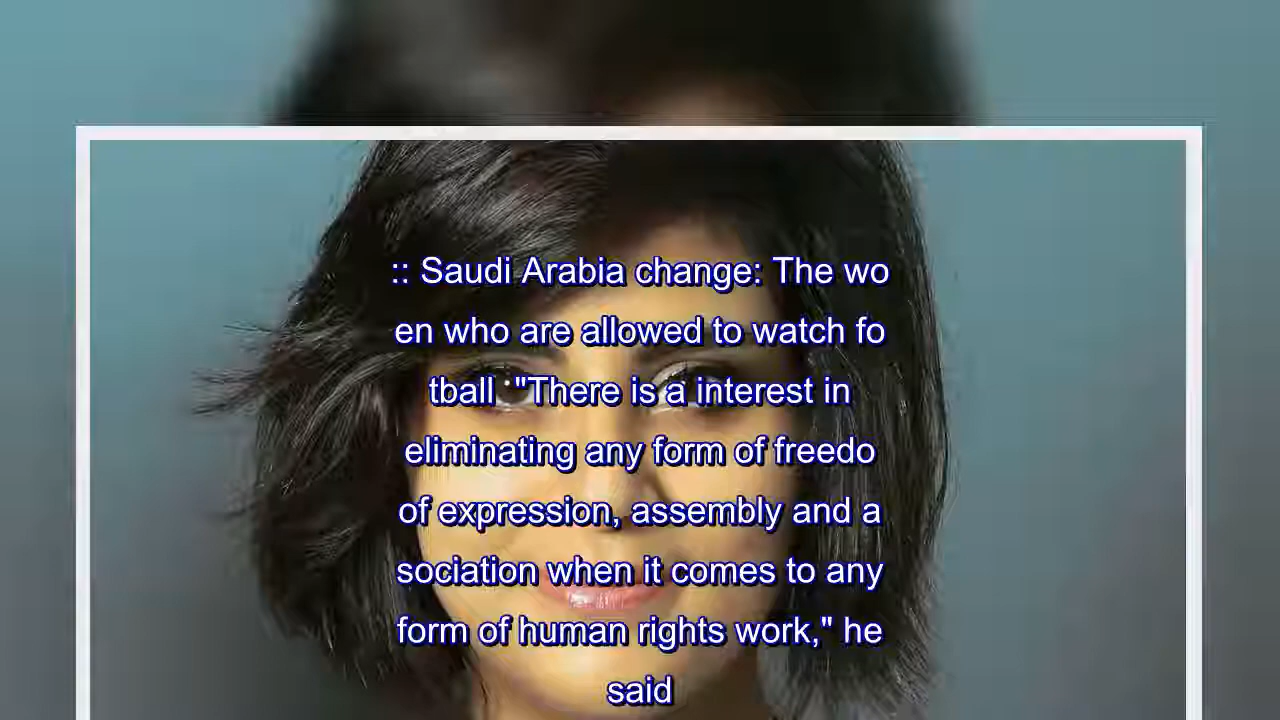 :: Saudi Arabia change: The wo
en who are allowed to watch fo
tball "There is a interest in
eliminating any form of freedo
of expression, assembly and a
sociation when it comes to any
form of human rights work," he
said